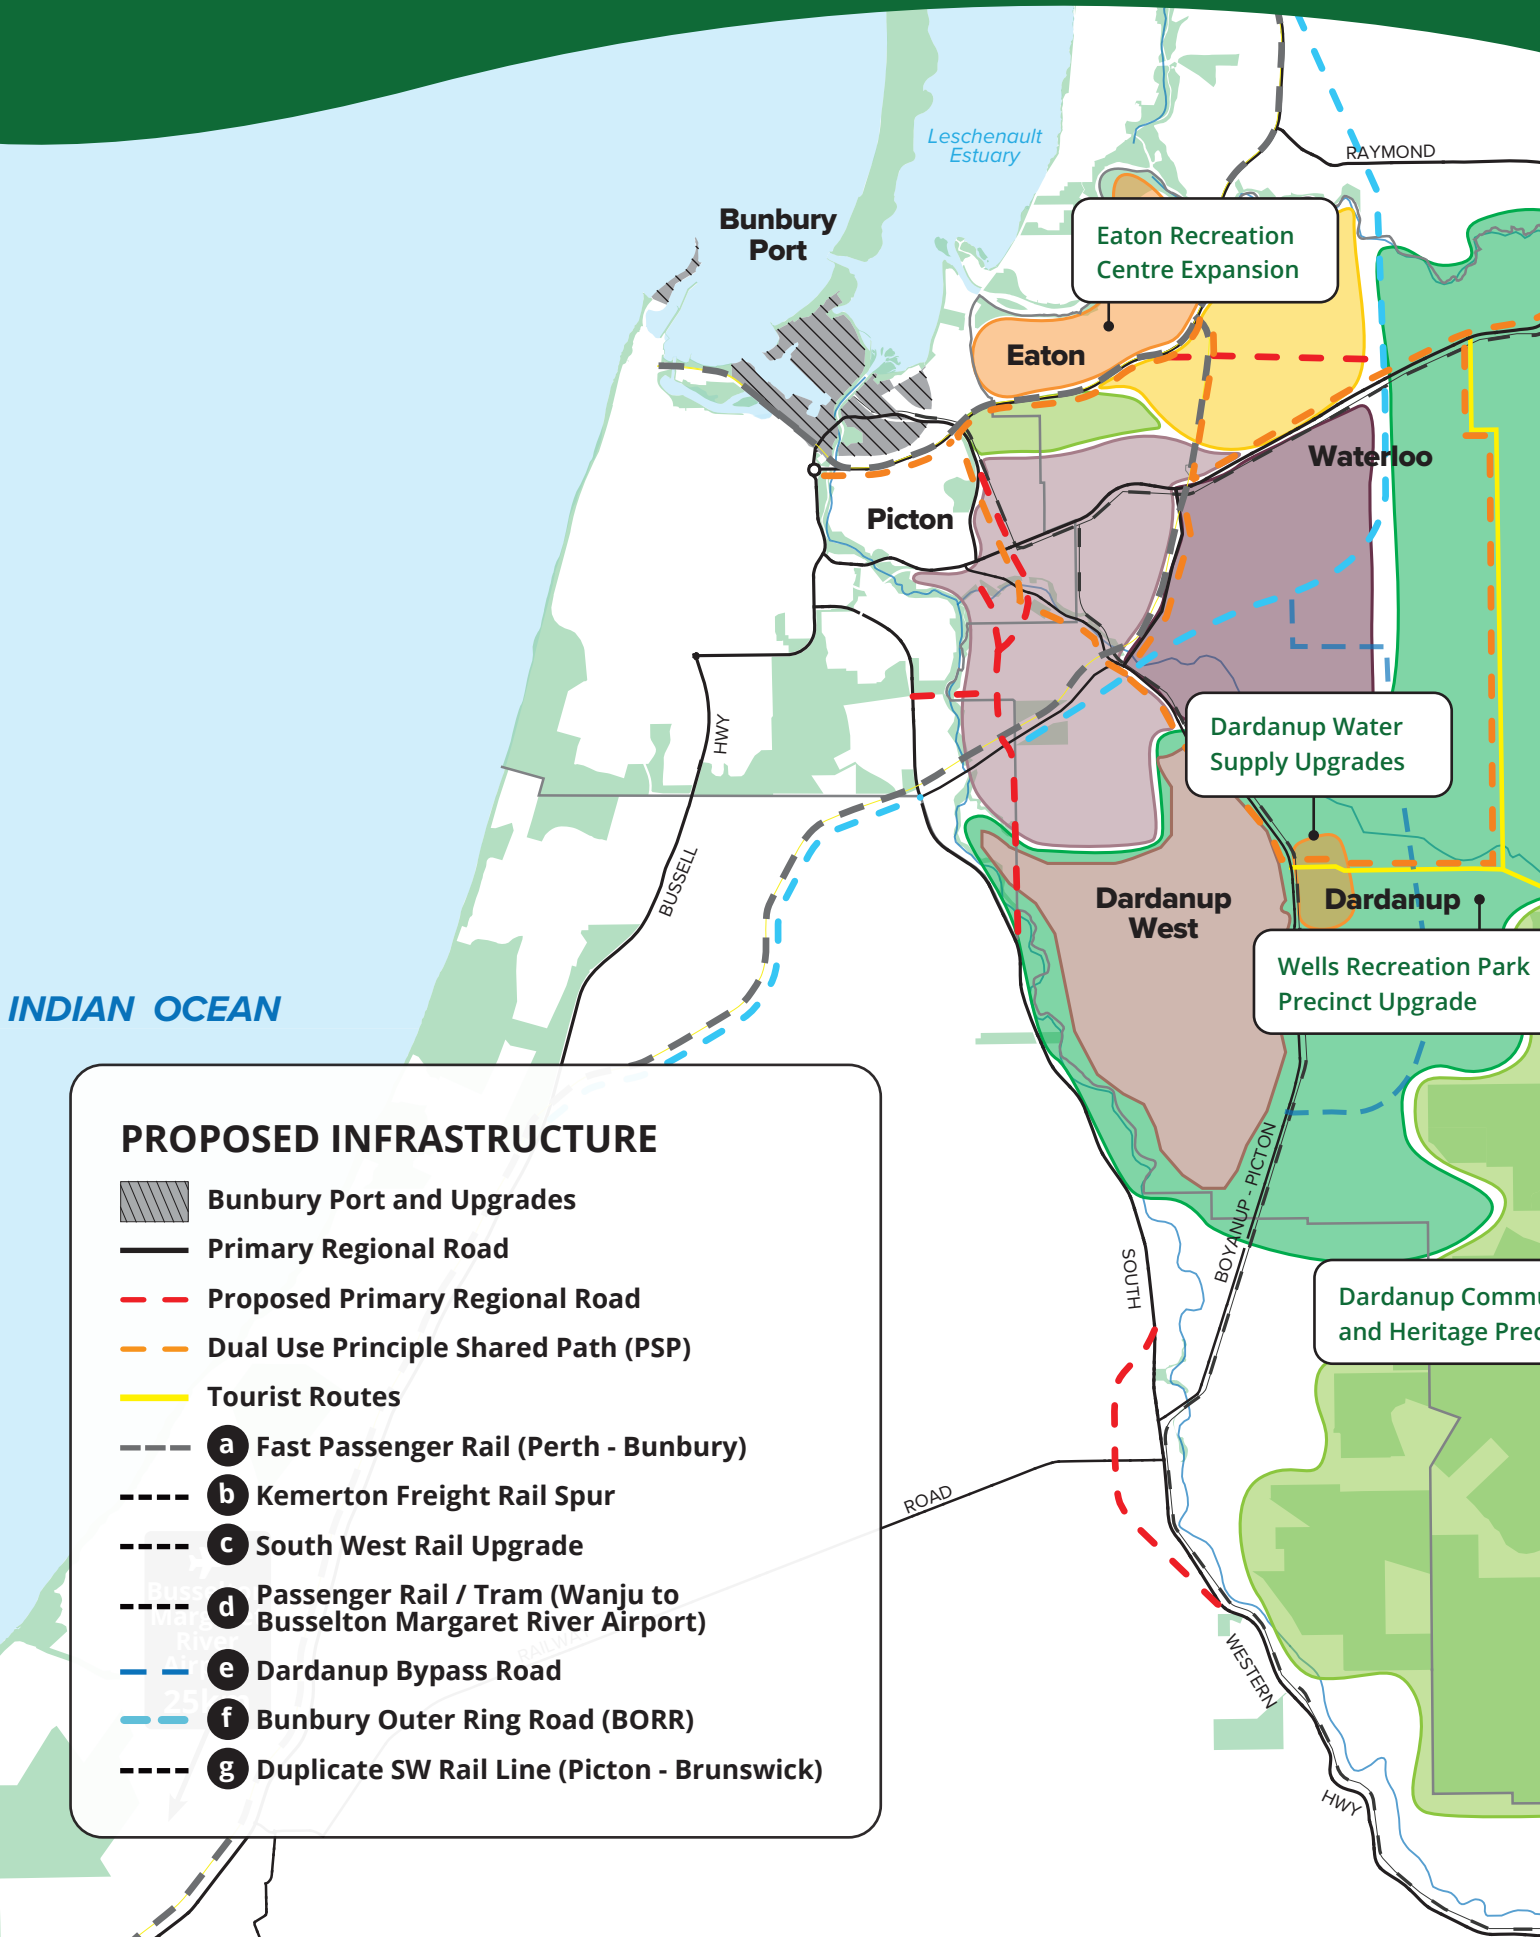 Leschenault
Estuary
RAYMOND
Bunbury
Port
Eaton Recreation
Centre Expansion
Eaton
Waterloo
Picton
HWY
Dardanup Water
Supply Upgrades
BUSSELL
Dardanup
West
Dardanup
Wells Recreation Park
Precinct Upgrade
INDIAN OCEAN
BOYANUP - PICTON
SOUTH
Dardanup
and Heritage
ROAD
WESTERN
HWY
PROPOSED INFRASTRUCTURE
Bunbury Port and Upgrades
Primary Regional Road
Proposed Primary Regional Road
Dual Use Principle Shared Path (PSP)
Tourist Routes
a Fast Passenger Rail (Perth - Bunbury)
b Kemerton Freight Rail Spur
c South West Rail Upgrade
d Passenger Rail / Tram (Wanju to
Busselton Margaret River Airport)
e Dardanup Bypass Road
f Bunbury Outer Ring Road (BORR)
g Duplicate SW Rail Line (Picton - Brunswick)